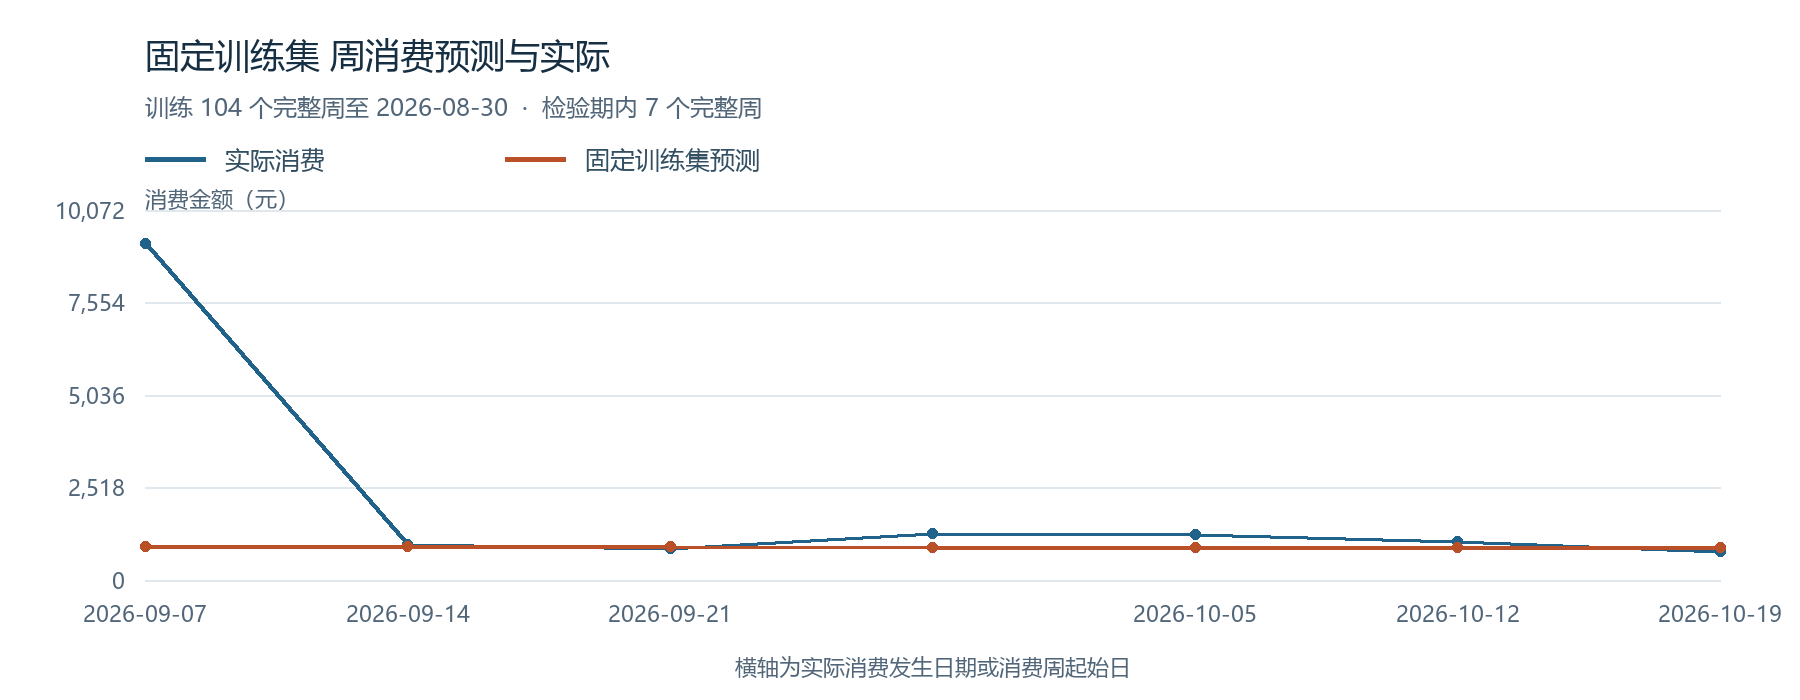 固定训练集 周消费预测与实际
训练 104 个完整周至 2026-08-30 · 检验期内 7 个完整周
实际消费 固定训练集预测
消费金额（元）
10,072
7,554
5,036
2,518
0
2026-09-07 2026-09-14 2026-09-21 2026-10-05 2026-10-12 2026-10-19
横轴为实际消费发生日期或消费周起始日